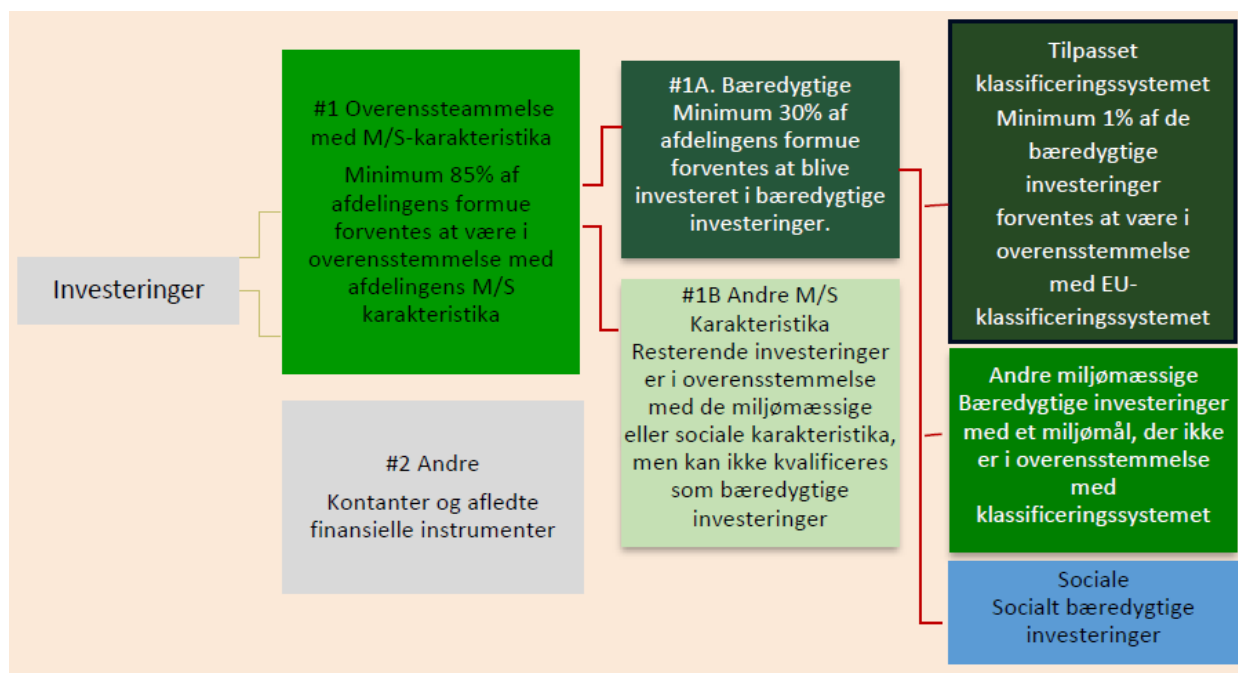 Investeringer
#1 Overenssteammelse
med M/S-karakteristika
Minimum 85% af
afdelingens formue
forventes at være i
overensstemmelse med
afdelingens M/S
karakteristika
#2 Andre
Kontanter og afledte
finansielle instrumenter
#1A. Bæredygtige
Minimum 30% af
afdelingens formue
forventes at blive
investeret i bæredygtige
investeringer.
#1B Andre M/S
Karakteristika
Resterende investeringer
er i overensstemmelse
med de miljømæssige
eller sociale karakteristika,
men kan ikke kvalificeres
som bæredygtige
investeringer
Tilpasset
klassificeringssystemet
Minimum 1% af de
bæredygtige
investeringer
forventes at være i
overensstemmelse
med EU-
klassificeringssystemet
Andre miljømæssige
Bæredygtige investeringer
med et miljømål, der ikke
er i overensstemmelse
med
klassificeringssystemet
Sociale
Socialt bæredygtige
investeringer